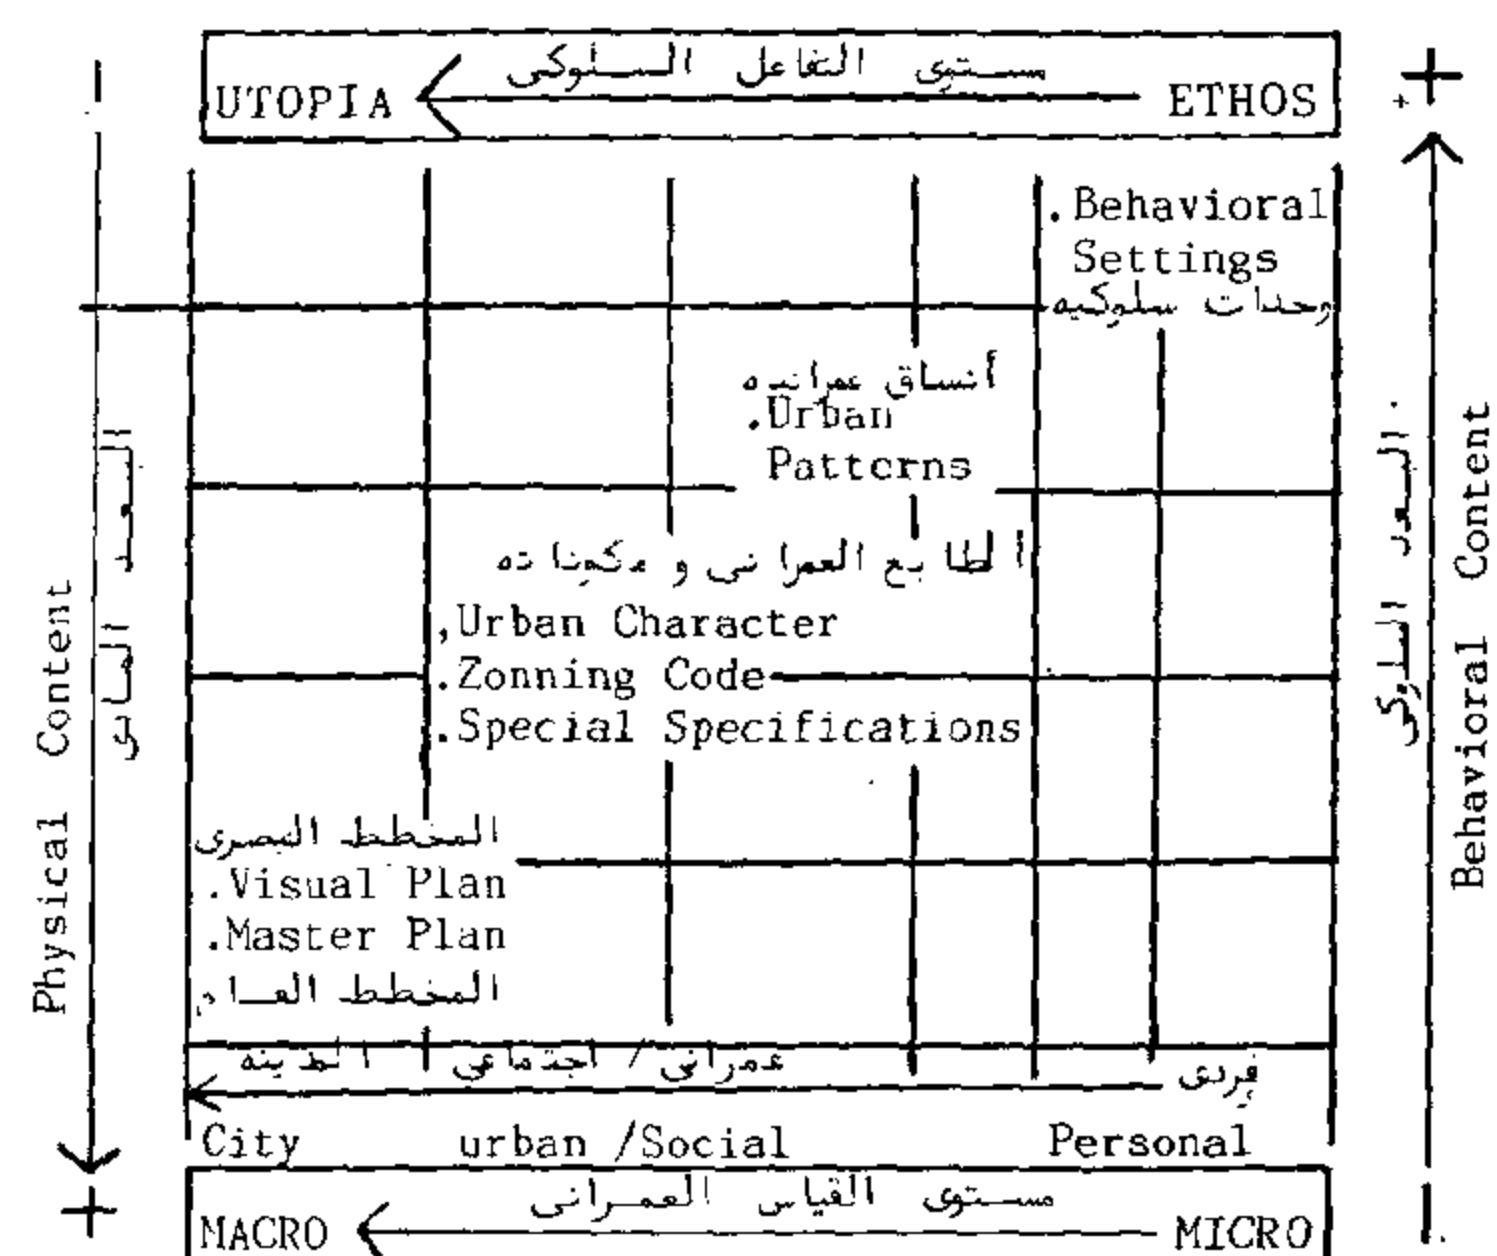 مستوى التفاعل السلوكى
UTOPIA ETHOS
+
.Behavioral
Settings
وحدات سلوكيه
أنساق عمرانيه
.Urban
Patterns
الطابع العمرانى و مكوناته
,Urban Character
.Zonning Code
.Special Specifications
المخطط البصرى
.Visual Plan
.Master Plan
المخطط العام
Physical Content
البعد المادى
البعد السلوكى
Behavioral Content
فردى عمرانى / اجتماعى المدينه
City urban /Social Personal
+
مستوى القياس العمرانى
MACRO MICRO